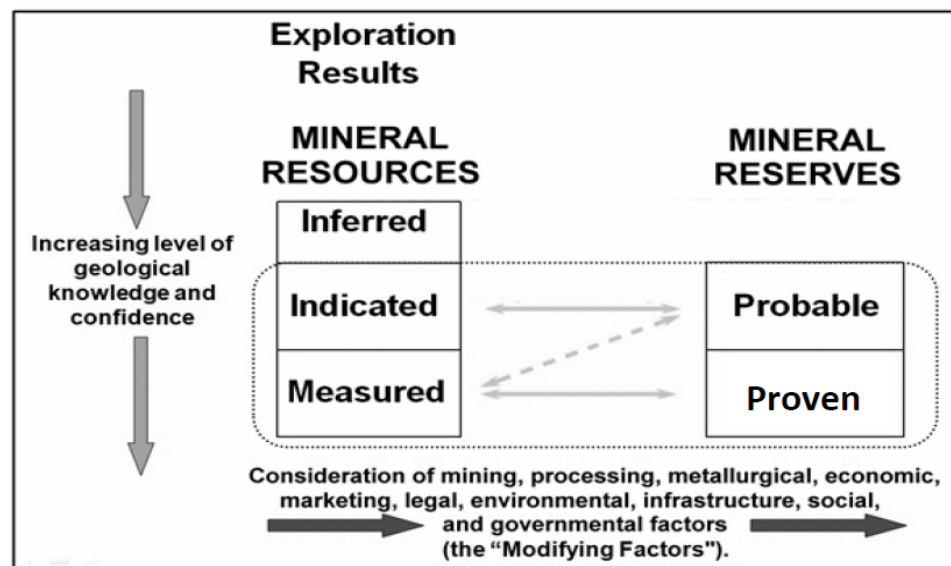 Exploration
Results
MINERAL
RESOURCES
MINERAL
RESERVES
Inferred
Increasing level of
geological
knowledge and
confidence
Indicated
Probable
Measured
Proven
Consideration of mining, processing, metallurgical, economic,
marketing, legal, environmental, infrastructure, social,
and governmental factors
(the “Modifying Factors").